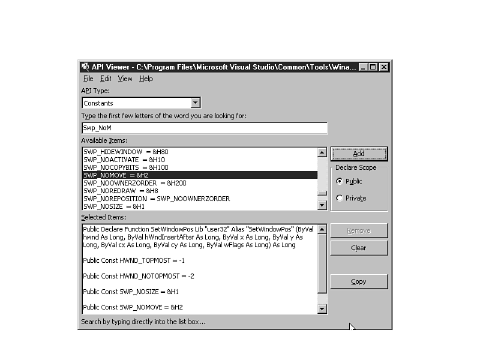 API Viewer - C:\Program Files\Microsoft Visual Studio\Common\Tools\Wina...
File Edit View Help
API Type:
Constants
Type the first few letters of the word you are looking for:
Swp_NoM
Available Items:
SWP_HIDEWINDOW = &H80
SWP_NOACTIVATE = &H10
SWP_NOCOPYBITS = &H100
SWP_NOMOVE = &H2
SWP_NOOWNERZORDER = &H200
SWP_NOREDRAW = &H8
SWP_NOREPOSITION = SWP_NOOWNERZORDER
SWP_NOSIZE = &H1
Add
Declare Scope
Public
Private
Selected Items:
Public Declare Function SetWindowPos Lib "user32" Alias "SetWindowPos" (ByVal
hwnd As Long, ByVal hWndInsertAfter As Long, ByVal x As Long, ByVal y As
Long, ByVal cx As Long, ByVal cy As Long, ByVal wFlags As Long) As Long
Public Const HWND_TOPMOST = -1
Public Const HWND_NOTOPMOST = -2
Public Const SWP_NOSIZE = &H1
Public Const SWP_NOMOVE = &H2
Remove
Clear
Copy
Search by typing directly into the list box...